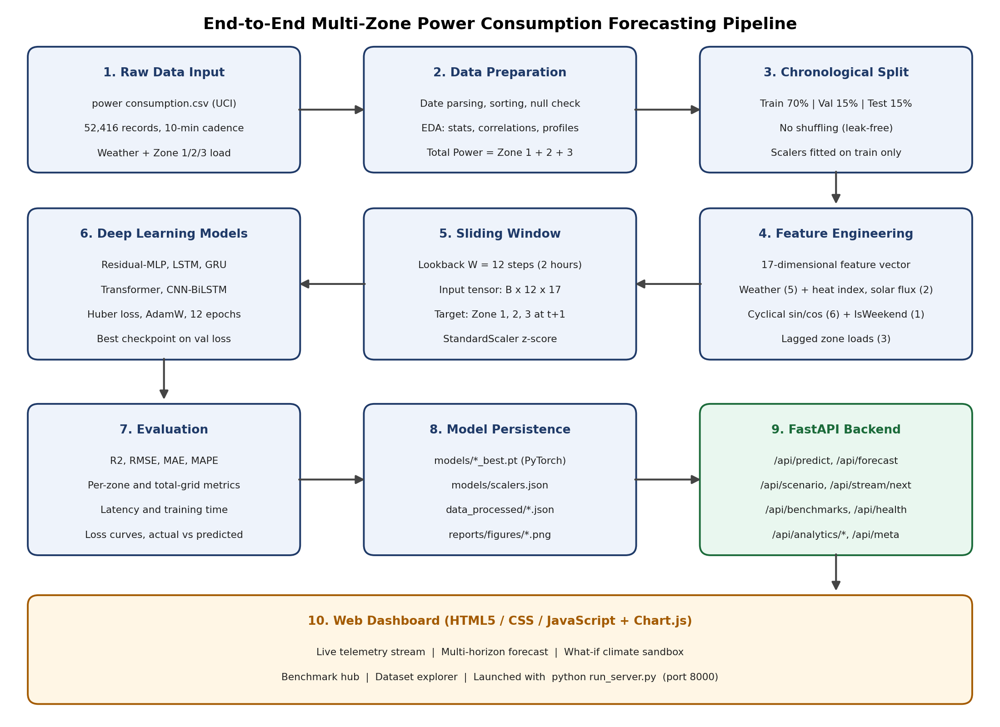 End-to-End Multi-Zone Power Consumption Forecasting Pipeline
1. Raw Data Input
power consumption.csv (UCI)
52,416 records, 10-min cadence
Weather + Zone 1/2/3 load
2. Data Preparation
Date parsing, sorting, null check
EDA: stats, correlations, profiles
Total Power = Zone 1 + 2 + 3
3. Chronological Split
Train 70% | Val 15% | Test 15%
No shuffling (leak-free)
Scalers fitted on train only
4. Feature Engineering
17-dimensional feature vector
Weather (5) + heat index, solar flux (2)
Cyclical sin/cos (6) + IsWeekend (1)
Lagged zone loads (3)
5. Sliding Window
Lookback W = 12 steps (2 hours)
Input tensor: B x 12 x 17
Target: Zone 1, 2, 3 at t+1
StandardScaler z-score
6. Deep Learning Models
Residual-MLP, LSTM, GRU
Transformer, CNN-BiLSTM
Huber loss, AdamW, 12 epochs
Best checkpoint on val loss
7. Evaluation
R2, RMSE, MAE, MAPE
Per-zone and total-grid metrics
Latency and training time
Loss curves, actual vs predicted
8. Model Persistence
models/*_best.pt (PyTorch)
models/scalers.json
data_processed/*.json
reports/figures/*.png
9. FastAPI Backend
/api/predict, /api/forecast
/api/scenario, /api/stream/next
/api/benchmarks, /api/health
/api/analytics/*, /api/meta
10. Web Dashboard (HTML5 / CSS / JavaScript + Chart.js)
Live telemetry stream | Multi-horizon forecast | What-if climate sandbox
Benchmark hub | Dataset explorer | Launched with python run_server.py (port 8000)